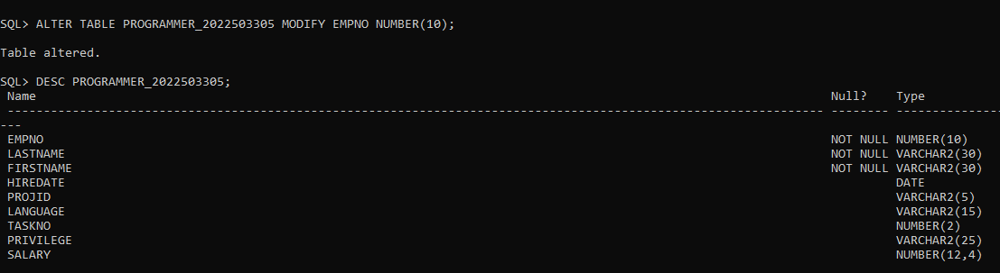 SQL> ALTER TABLE PROGRAMMER_2022503305 MODIFY EMPNO NUMBER(10);
Table altered.
SQL> DESC PROGRAMMER_2022503305;
Name Null? Type
----------------------------------------------------------------------------------------------------------------- -------- ---------------
---
EMPNO NOT NULL NUMBER(10)
LASTNAME NOT NULL VARCHAR2(30)
FIRSTNAME NOT NULL VARCHAR2(30)
HIREDATE DATE
PROJID VARCHAR2(5)
LANGUAGE VARCHAR2(15)
TASKNO NUMBER(2)
PRIVILEGE VARCHAR2(25)
SALARY NUMBER(12,4)